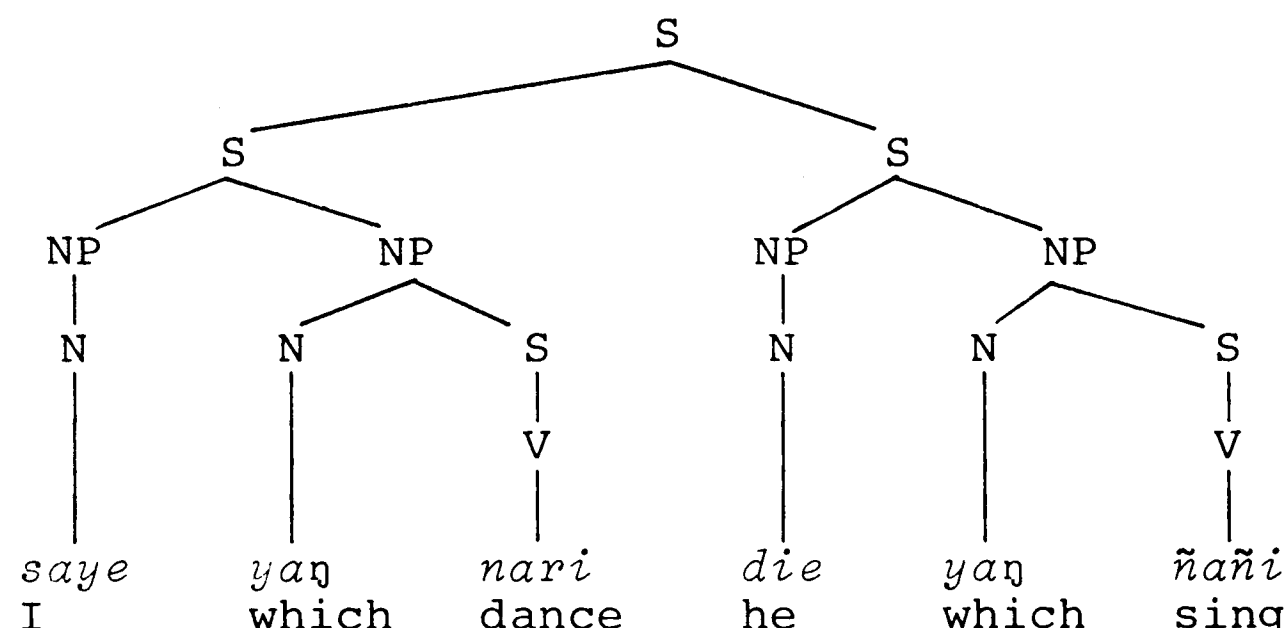 S
S S
NP NP NP NP
N N S N N S
V V
saye yaŋ nari die yaŋ ñañi
I which dance he which sing